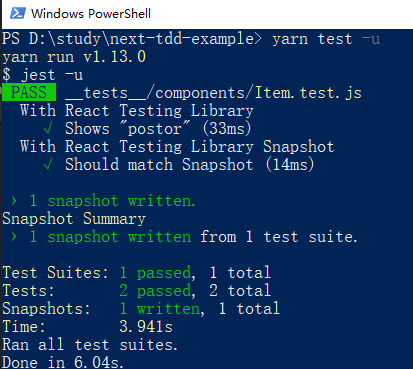 Windows PowerShell
PS D:\study\next-tdd-example> yarn test -u
yarn run v1.13.0
$ jest -u
PASS __tests__/components/Item.test.js
With React Testing Library
√ Shows "postor" (33ms)
With React Testing Library Snapshot
√ Should match Snapshot (14ms)
› 1 snapshot written.
Snapshot Summary
› 1 snapshot written from 1 test suite.
Test Suites: 1 passed, 1 total
Tests: 2 passed, 2 total
Snapshots: 1 written, 1 total
Time: 3.941s
Ran all test suites.
Done in 6.04s.